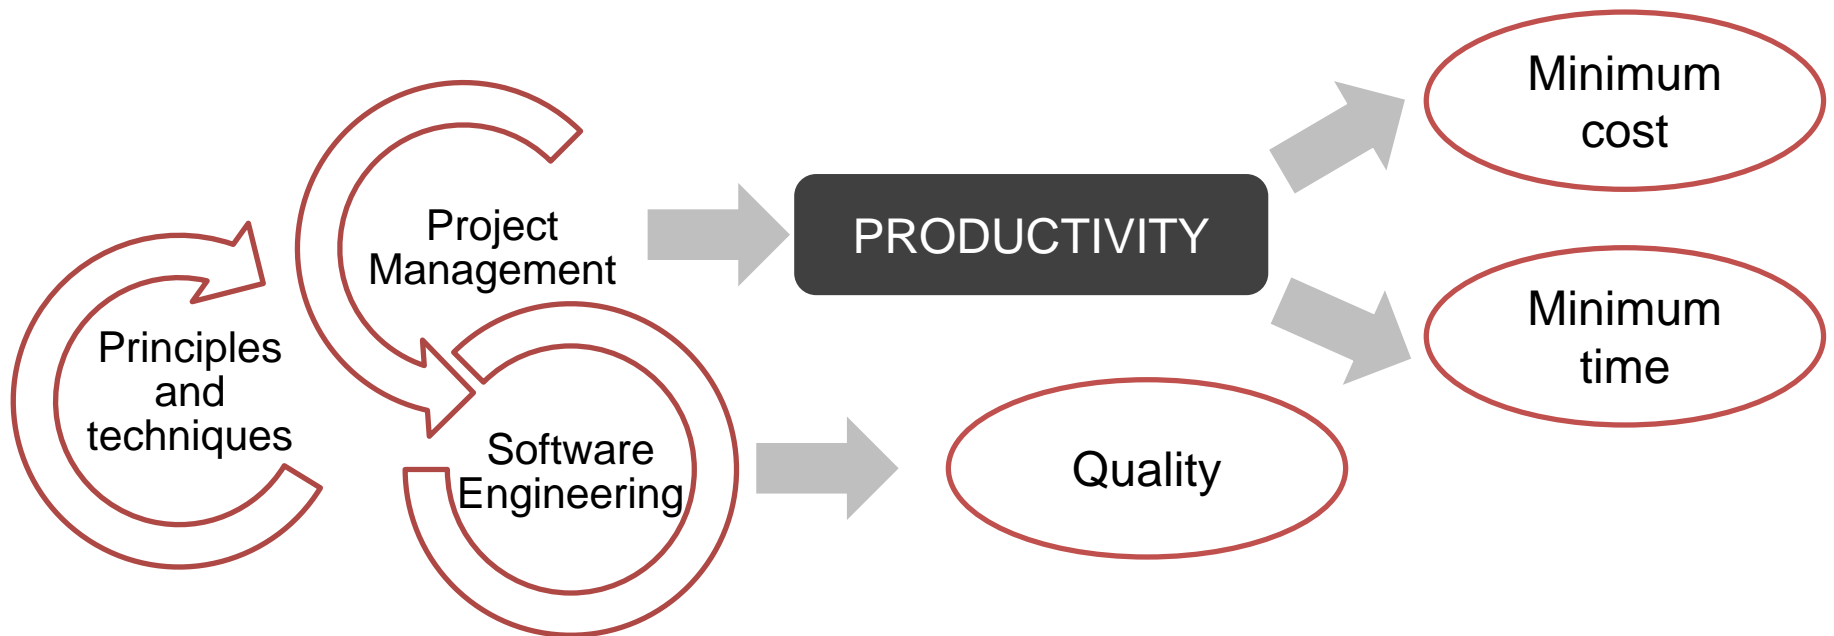 Principles
and
techniques
Project
Management
Software
Engineering
PRODUCTIVITY
Quality
Minimum
cost
Minimum
time